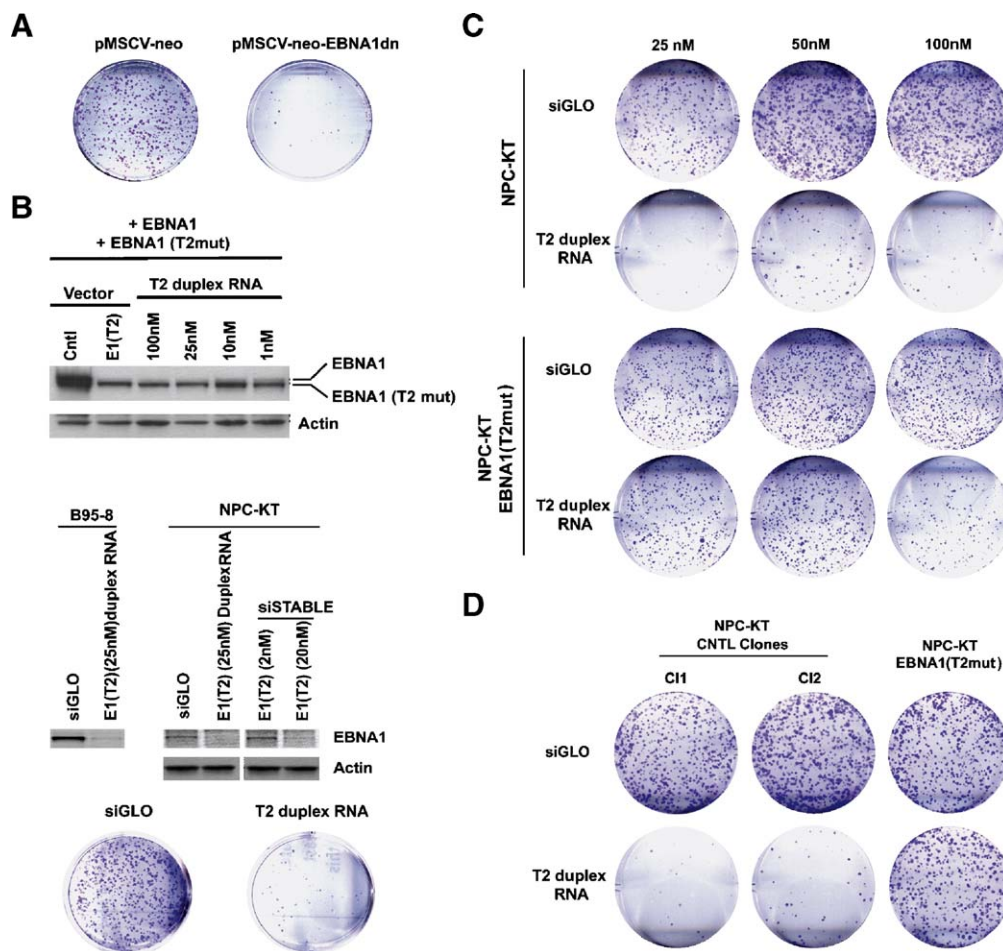 A
pMSCV-neo pMSCV-neo-EBNA1dn
B
+ EBNA1
+ EBNA1 (T2mut)
Vector T2 duplex RNA
Cntl E1(T2) 100nM 25nM 10nM 1nM
EBNA1
EBNA1 (T2 mut)
Actin
B95-8 NPC-KT
siSTABLE
siGLO E1(T2)(25nM)duplex RNA siGLO E1(T2) (25nM) DuplexRNA E1(T2) (2nM) E1(T2) (20nM)
EBNA1
Actin
siGLO T2 duplex RNA
C
25 nM 50nM 100nM
NPC-KT
siGLO
T2 duplex
RNA
NPC-KT
EBNA1(T2mut)
siGLO
T2 duplex
RNA
D
NPC-KT
CNTL Clones
NPC-KT
EBNA1(T2mut)
Cl1 Cl2
siGLO
T2 duplex
RNA